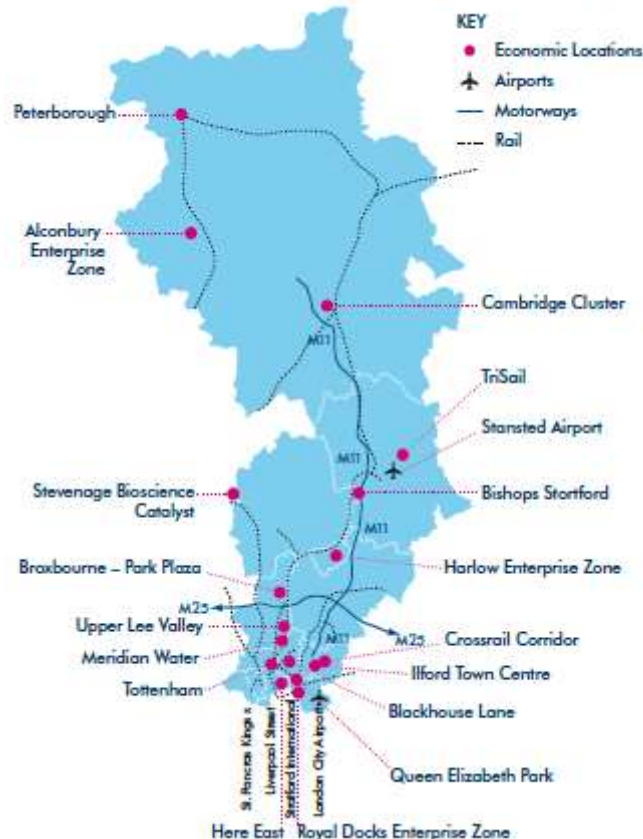 KEY
Economic Locations
Airports
Motorways
Rail
Peterborough
Alconbury
Enterprise
Zone
Cambridge Cluster
M11
TriSail
Stansted Airport
M11
Stevenage Bioscience
Catalyst
Bishops Stortford
M11
Harlow Enterprise Zone
Broxbourne – Park Plaza
M25
Upper Lee Valley
M11
M25
Crossrail Corridor
Meridian Water
Ilford Town Centre
Tottenham
Blackhouse Lane
St. Pancras Kings x
Liverpool Street
Stratford International
London City Airport
Queen Elizabeth Park
Here East
Royal Docks Enterprise Zone